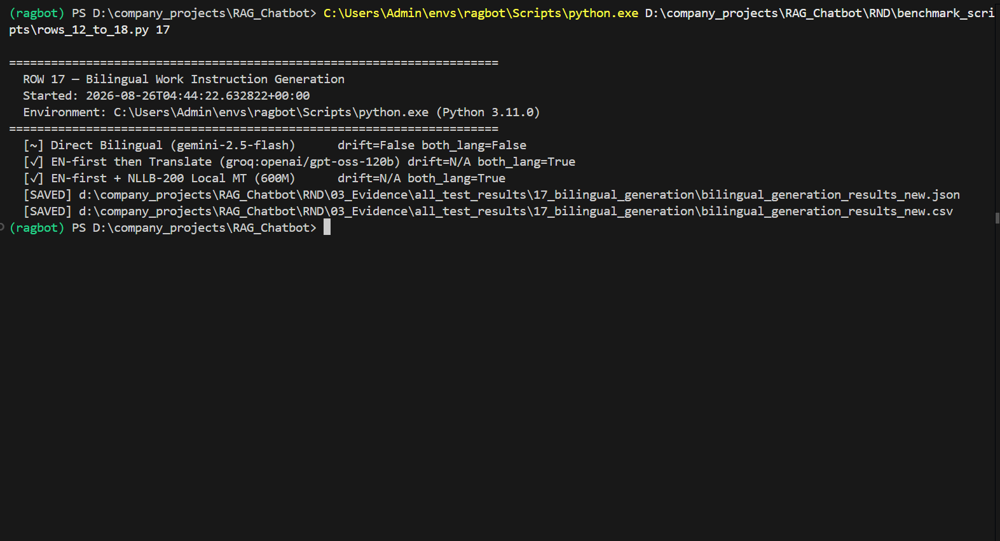 (ragbot) PS D:\company_projects\RAG_Chatbot> C:\Users\Admin\envs\ragbot\Scripts\python.exe D:\company_projects\RAG_Chatbot\RND\benchmark_scri
pts\rows_12_to_18.py 17
======================================================================
ROW 17 — Bilingual Work Instruction Generation
Started: 2026-08-26T04:44:22.632822+00:00
Environment: C:\Users\Admin\envs\ragbot\Scripts\python.exe (Python 3.11.0)
======================================================================
[~] Direct Bilingual (gemini-2.5-flash)      drift=False both_lang=False
[√] EN-first then Translate (groq:openai/gpt-oss-120b) drift=N/A both_lang=True
[√] EN-first + NLLB-200 Local MT (600M)      drift=N/A both_lang=True
[SAVED] d:\company_projects\RAG_Chatbot\RND\03_Evidence\all_test_results\17_bilingual_generation\bilingual_generation_results_new.json
[SAVED] d:\company_projects\RAG_Chatbot\RND\03_Evidence\all_test_results\17_bilingual_generation\bilingual_generation_results_new.csv
(ragbot) PS D:\company_projects\RAG_Chatbot>